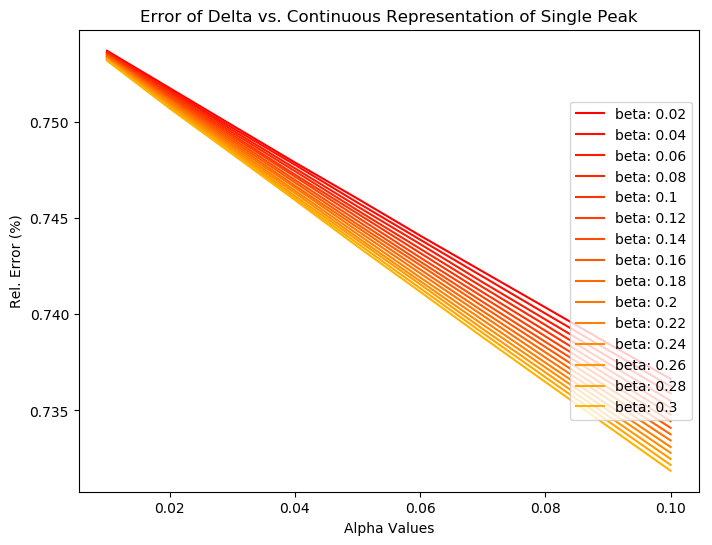 Error of Delta vs. Continuous Representation of Single Peak
Rel. Error (%)
0.750
0.745
0.740
0.735
beta: 0.02
beta: 0.04
beta: 0.06
beta: 0.08
beta: 0.1
beta: 0.12
beta: 0.14
beta: 0.16
beta: 0.18
beta: 0.2
beta: 0.22
beta: 0.24
beta: 0.26
beta: 0.28
beta: 0.3
0.02
0.04
0.06
0.08
0.10
Alpha Values